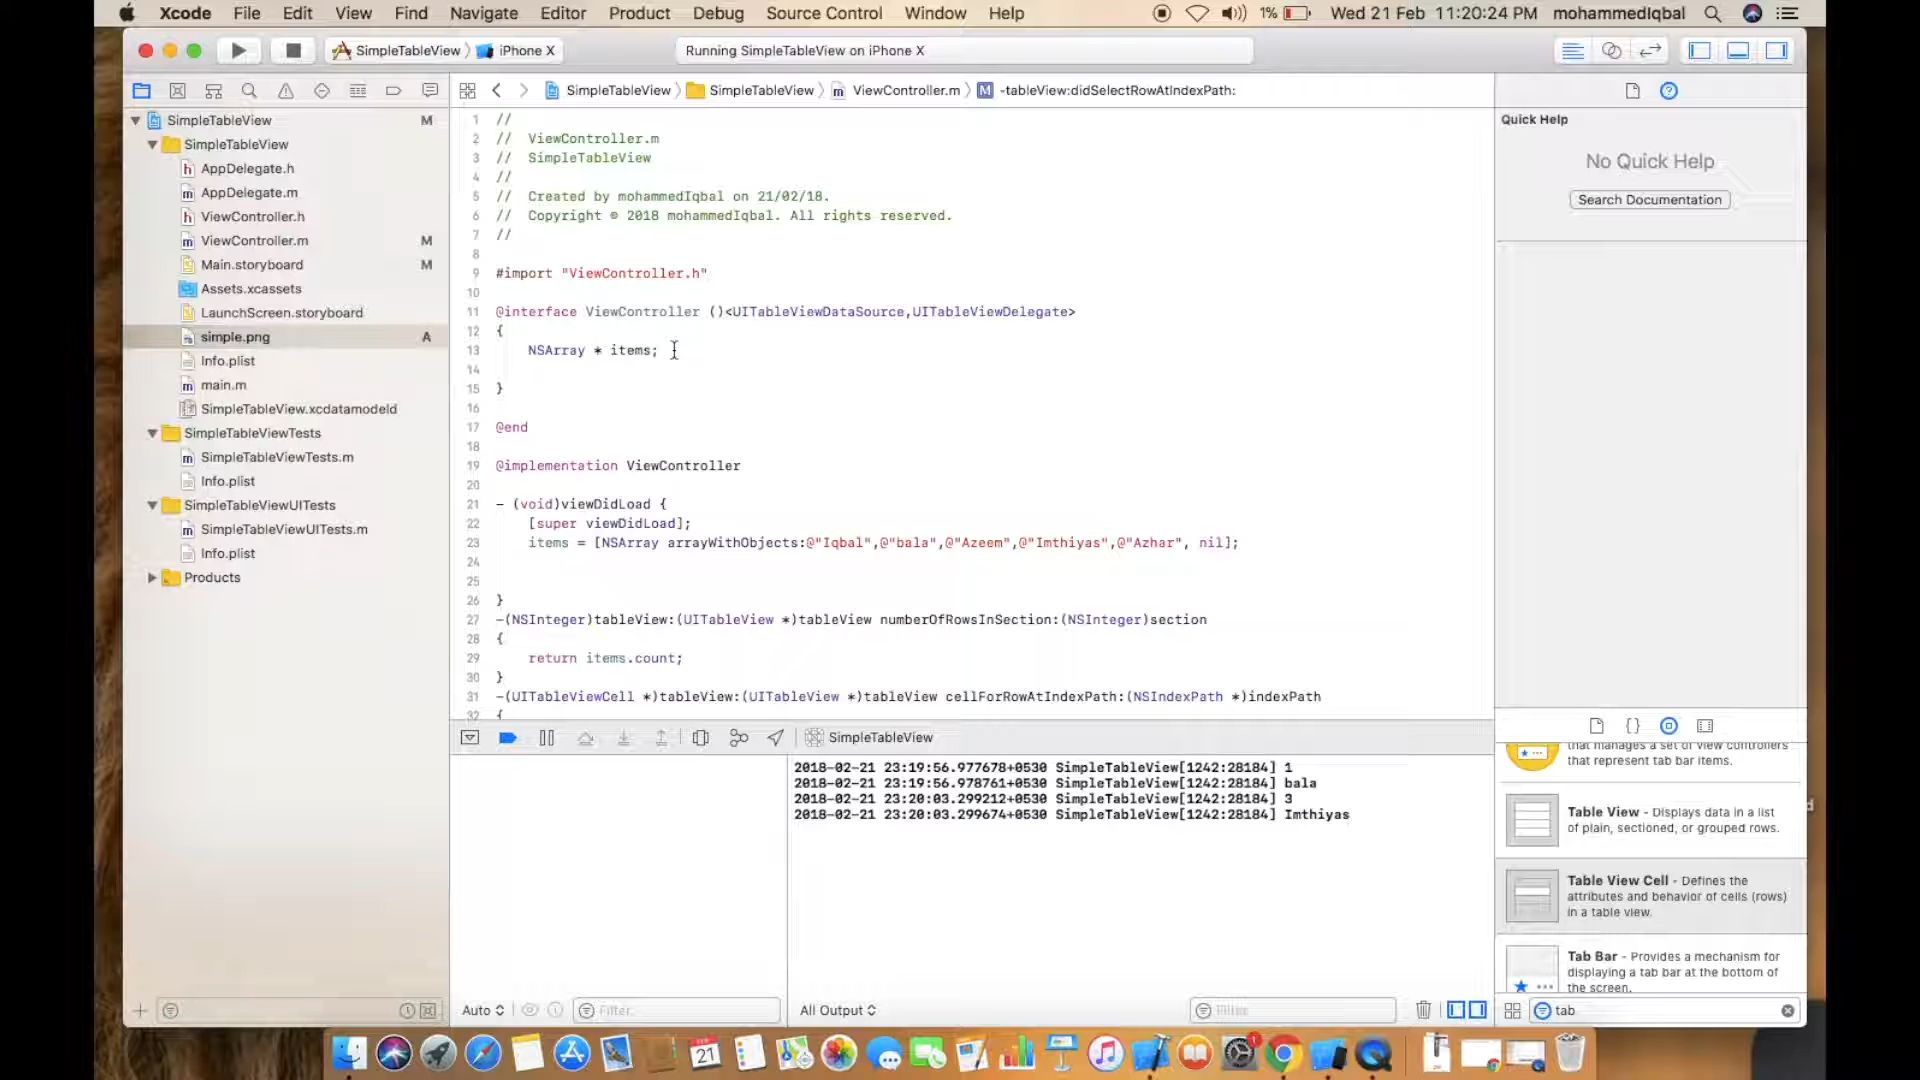 Xcode File Edit View Find Navigate Editor Product Debug Source Control Window Help 1% Wed 21 Feb 11:20:24 PM mohammedIqbal
SimpleTableView iPhone X Running SimpleTableView on iPhone X
SimpleTableView SimpleTableView ViewController.m M -tableView:didSelectRowAtIndexPath:
SimpleTableView M
SimpleTableView
h AppDelegate.h
m AppDelegate.m
h ViewController.h
m ViewController.m M
Main.storyboard M
Assets.xcassets
LaunchScreen.storyboard
simple.png A
Info.plist
m main.m
SimpleTableView.xcdatamodeld
SimpleTableViewTests
m SimpleTableViewTests.m
Info.plist
SimpleTableViewUITests
m SimpleTableViewUITests.m
Info.plist
Products
1 //
2 // ViewController.m
3 // SimpleTableView
4 //
5 // Created by mohammedIqbal on 21/02/18.
6 // Copyright © 2018 mohammedIqbal. All rights reserved.
7 //
8
9 #import "ViewController.h"
10
11 @interface ViewController ()<UITableViewDataSource,UITableViewDelegate>
12 {
13 NSArray * items;
14
15 }
16
17 @end
18
19 @implementation ViewController
20
21 - (void)viewDidLoad {
22 [super viewDidLoad];
23 items = [NSArray arrayWithObjects:@"Iqbal",@"bala",@"Azeem",@"Imthiyas",@"Azhar", nil];
24
25
26 }
27 -(NSInteger)tableView:(UITableView *)tableView numberOfRowsInSection:(NSInteger)section
28 {
29 return items.count;
30 }
31 -(UITableViewCell *)tableView:(UITableView *)tableView cellForRowAtIndexPath:(NSIndexPath *)indexPath
32 {
SimpleTableView
2018-02-21 23:19:56.977678+0530 SimpleTableView[1242:28184] 1
2018-02-21 23:19:56.978761+0530 SimpleTableView[1242:28184] bala
2018-02-21 23:20:03.299212+0530 SimpleTableView[1242:28184] 3
2018-02-21 23:20:03.299674+0530 SimpleTableView[1242:28184] Imthiyas
Auto Filter All Output Filter
Quick Help
No Quick Help
Search Documentation
that manages a set of view controllers
that represent tab bar items.
Table View - Displays data in a list
of plain, sectioned, or grouped rows.
Table View Cell - Defines the
attributes and behavior of cells (rows)
in a table view.
Tab Bar - Provides a mechanism for
displaying a tab bar at the bottom of
the screen.
tab
21
1